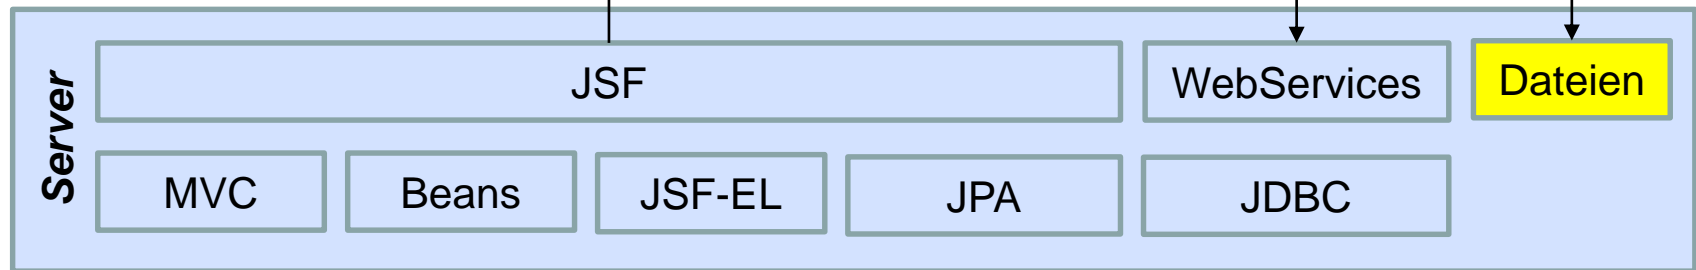 Server
JSF
WebServices
Dateien
MVC
Beans
JSF-EL
JPA
JDBC